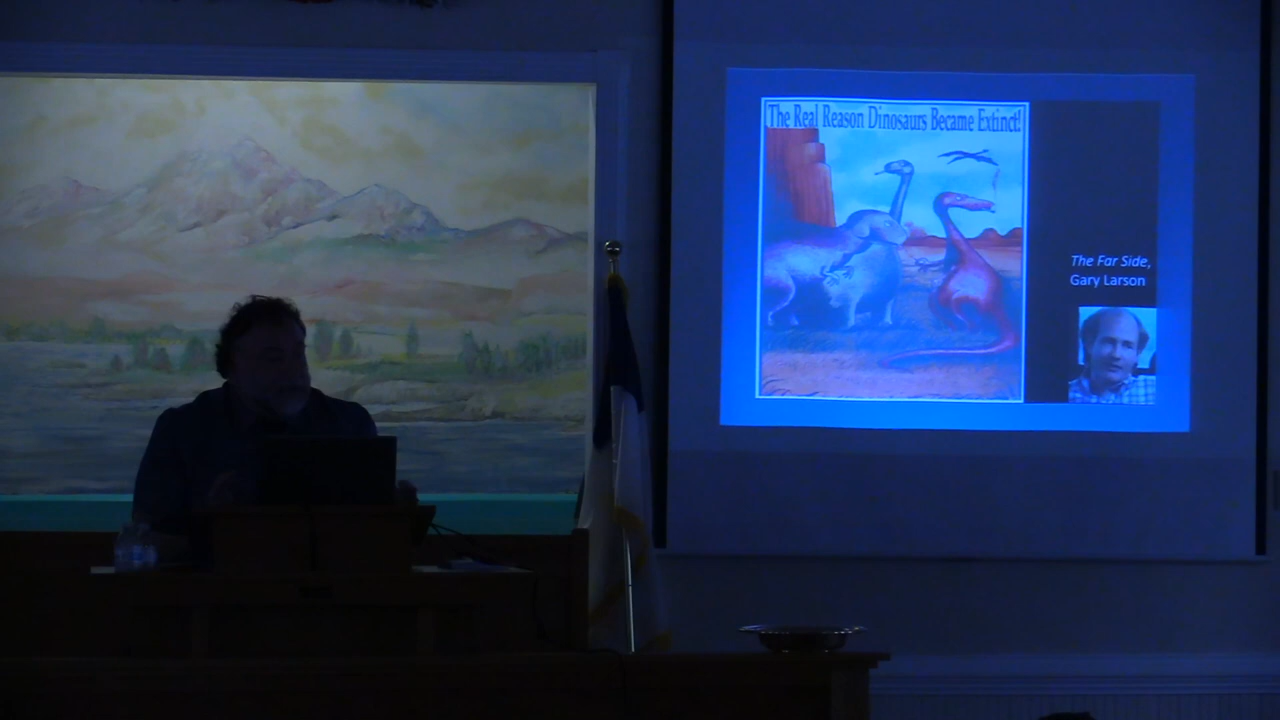 The Real Reason Dinosaurs Became Extinct!
The Far Side,
Gary Larson